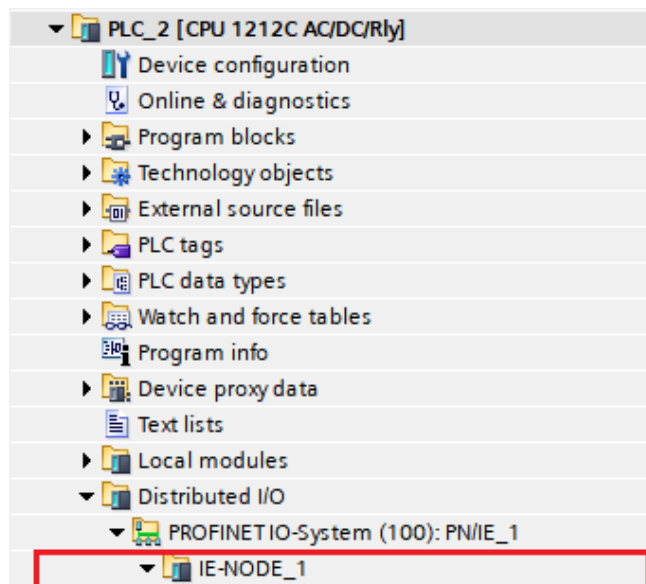 PLC_2 [CPU 1212C AC/DC/Rly]
Device configuration
Online & diagnostics
Program blocks
Technology objects
External source files
PLC tags
PLC data types
Watch and force tables
Program info
Device proxy data
Text lists
Local modules
Distributed I/O
PROFINET IO-System (100): PN/IE_1
IE-NODE_1